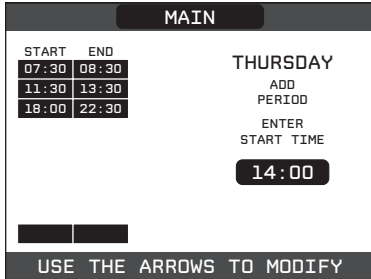 MAIN
START END
07:30 08:30
11:30 13:30
18:00 22:30
THURSDAY
ADD
PERIOD
ENTER
START TIME
14:00
USE THE ARROWS TO MODIFY